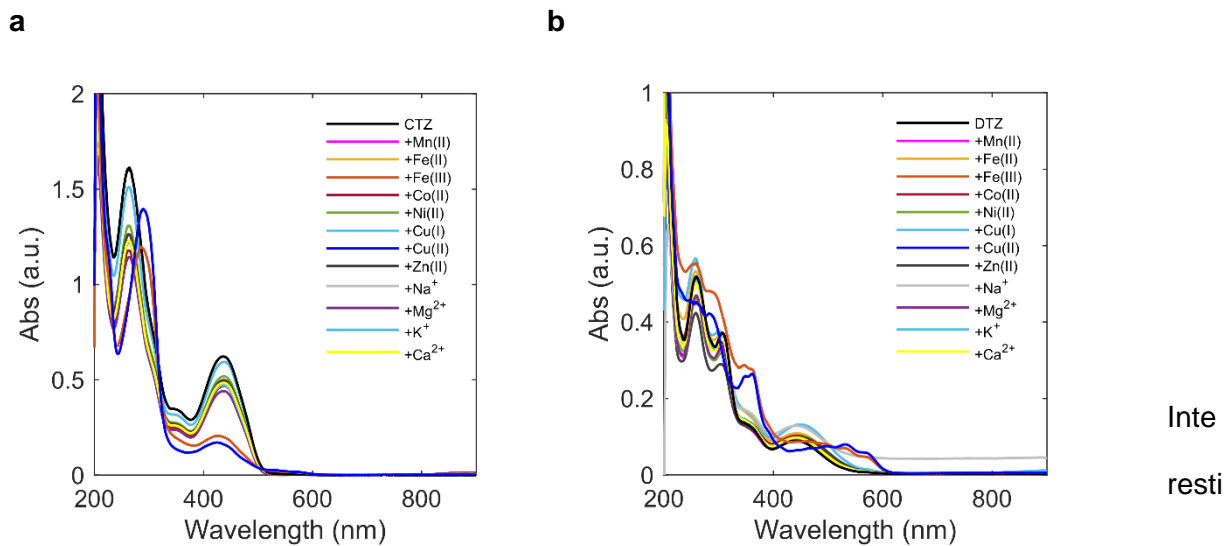 a
b
2
1.5
1
0.5
0
Abs (a.u.)
200 400 600 800
Wavelength (nm)
CTZ
+Mn(II)
+Fe(II)
+Fe(III)
+Co(II)
+Ni(II)
+Cu(I)
+Cu(II)
+Zn(II)
+Na⁺
+Mg²⁺
+K⁺
+Ca²⁺
1
0.8
0.6
0.4
0.2
0
Abs (a.u.)
200 400 600 800
Wavelength (nm)
DTZ
+Mn(II)
+Fe(II)
+Fe(III)
+Co(II)
+Ni(II)
+Cu(I)
+Cu(II)
+Zn(II)
+Na⁺
+Mg²⁺
+K⁺
+Ca²⁺
Inte
resti